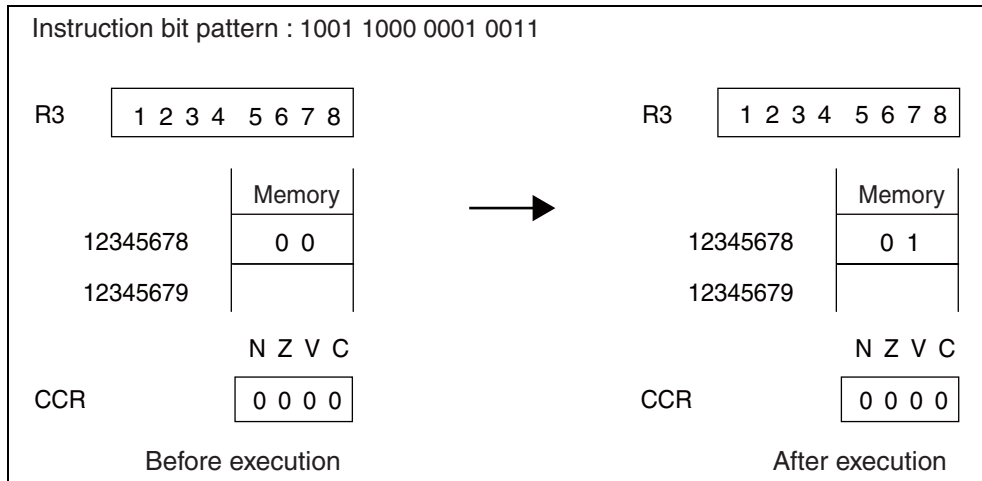 Instruction bit pattern : 1001 1000 0001 0011
R3 1 2 3 4 5 6 7 8 R3 1 2 3 4 5 6 7 8
Memory Memory
12345678 0 0 12345678 0 1
12345679 12345679
N Z V C N Z V C
CCR 0 0 0 0 CCR 0 0 0 0
Before execution After execution